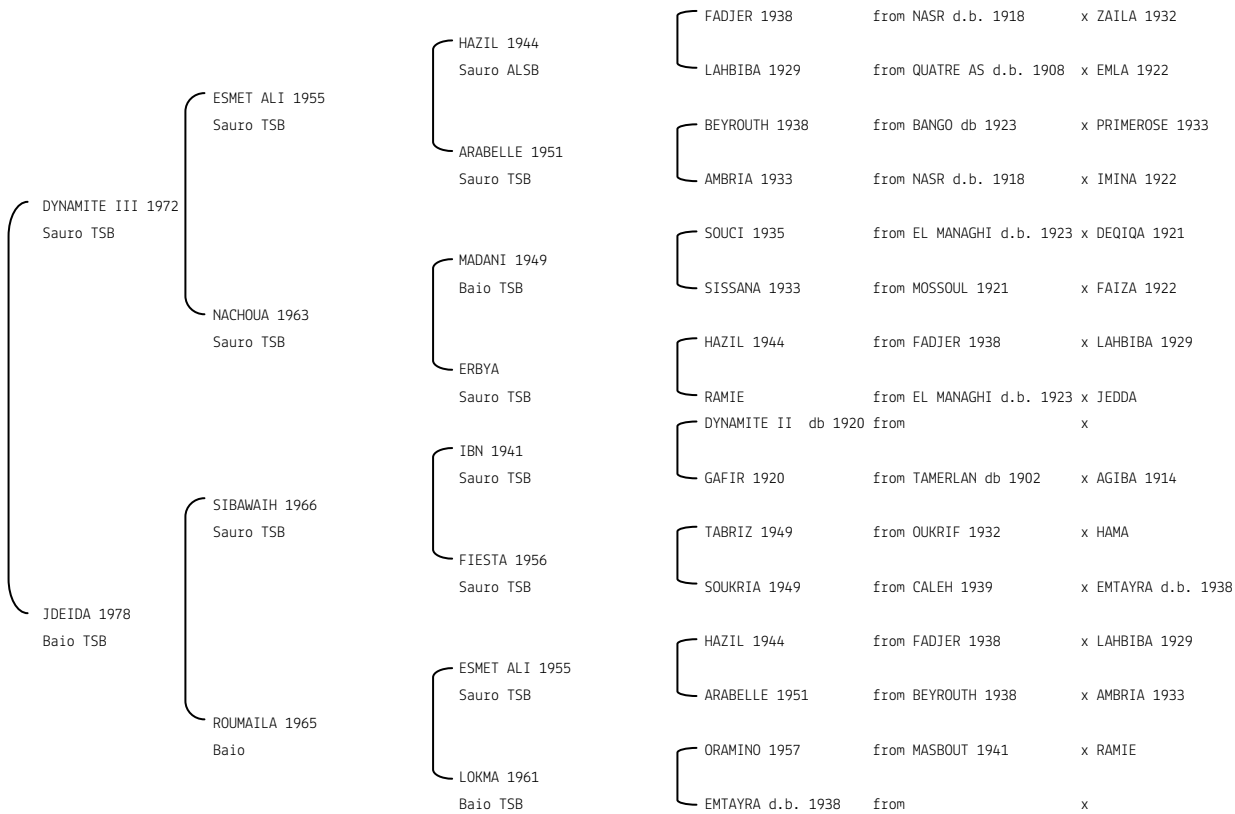 FADJER 1938 from NASR d.b. 1918 x ZAILA 1932
HAZIL 1944
Sauro ALSB
LAHBIBA 1929 from QUATRE AS d.b. 1908 x EMLA 1922
ESMET ALI 1955
Sauro TSB
BEYROUTH 1938 from BANGO db 1923 x PRIMEROSE 1933
ARABELLE 1951
Sauro TSB
AMBRIA 1933 from NASR d.b. 1918 x IMINA 1922
DYNAMITE III 1972
Sauro TSB
SOUCI 1935 from EL MANAGHI d.b. 1923 x DEQIQA 1921
MADANI 1949
Baio TSB
SISSANA 1933 from MOSSOUL 1921 x FAIZA 1922
NACHOUA 1963
Sauro TSB
HAZIL 1944 from FADJER 1938 x LAHBIBA 1929
ERBYA
Sauro TSB
RAMIE from EL MANAGHI d.b. 1923 x JEDDA
DYNAMITE II db 1920 from x
IBN 1941
Sauro TSB
GAFIR 1920 from TAMERLAN db 1902 x AGIBA 1914
SIBAWAIH 1966
Sauro TSB
TABRIZ 1949 from OUKRIF 1932 x HAMA
FIESTA 1956
Sauro TSB
SOUKRIA 1949 from CALEH 1939 x EMTAYRA d.b. 1938
JDEIDA 1978
Baio TSB
HAZIL 1944 from FADJER 1938 x LAHBIBA 1929
ESMET ALI 1955
Sauro TSB
ARABELLE 1951 from BEYROUTH 1938 x AMBRIA 1933
ROUMAILA 1965
Baio
ORAMINO 1957 from MASBOUT 1941 x RAMIE
LOKMA 1961
Baio TSB
EMTAYRA d.b. 1938 from x